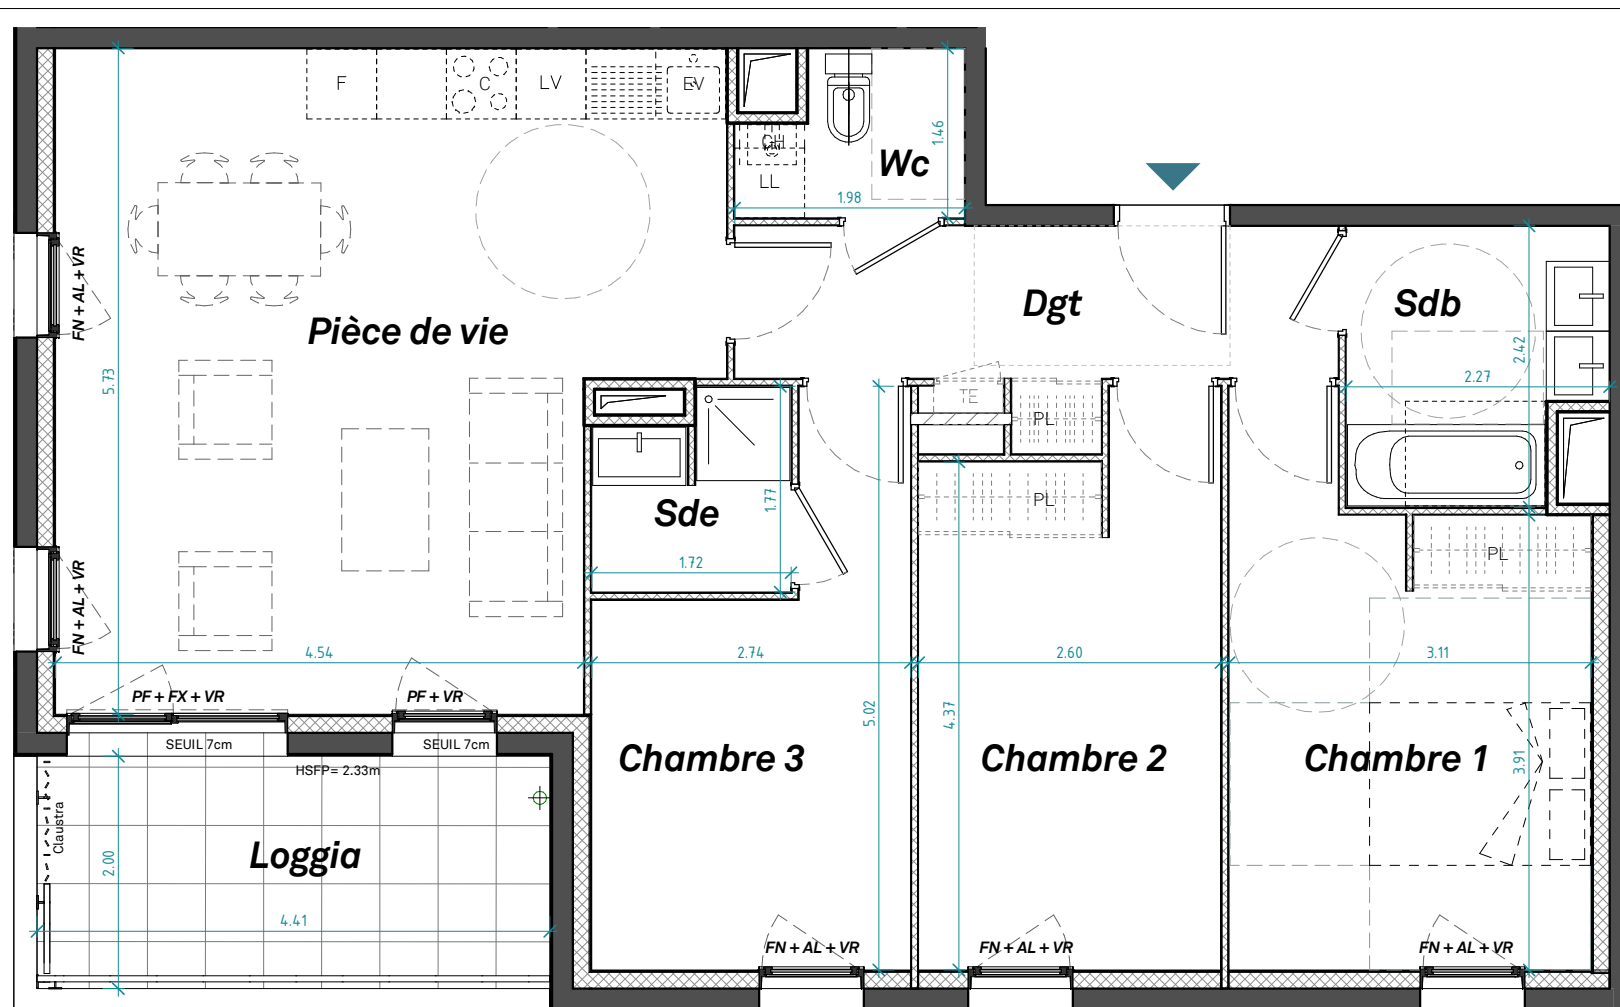 F
C
LV
EV
LL
Wc
1.46
1.98
FN + AL + VR
Pièce de vie
5.73
Dgt
Sdb
2.42
2.27
TE
PL
PL
PL
Sde
1.77
1.72
FN + AL + VR
4.54
2.74
2.60
3.11
PF + FX + VR
PF + VR
SEUIL 7cm
SEUIL 7cm
HSFP= 2.33m
5.02
4.37
3.91
Chambre 3
Chambre 2
Chambre 1
Claustra
Loggia
2.00
4.41
FN + AL + VR
FN + AL + VR
FN + AL + VR